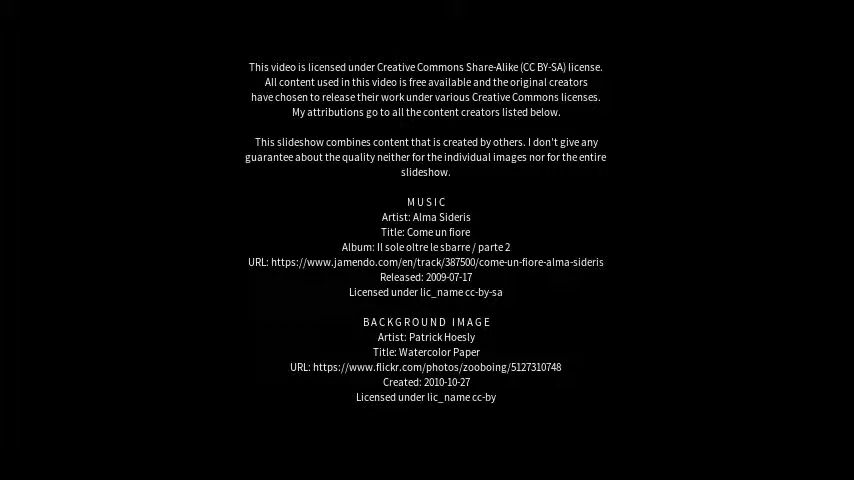 This video is licensed under Creative Commons Share-Alike (CC BY-SA) license.
All content used in this video is free available and the original creators
have chosen to release their work under various Creative Commons licenses.
My attributions go to all the content creators listed below.
This slideshow combines content that is created by others. I don't give any
guarantee about the quality neither for the individual images nor for the entire
slideshow.
MUSIC
Artist: Alma Sideris
Title: Come un fiore
Album: Il sole oltre le sbarre / parte 2
URL: https://www.jamendo.com/en/track/387500/come-un-fiore-alma-sideris
Released: 2009-07-17
Licensed under lic_name cc-by-sa
BACKGROUND IMAGE
Artist: Patrick Hoesly
Title: Watercolor Paper
URL: https://www.flickr.com/photos/zooboing/5127310748
Created: 2010-10-27
Licensed under lic_name cc-by